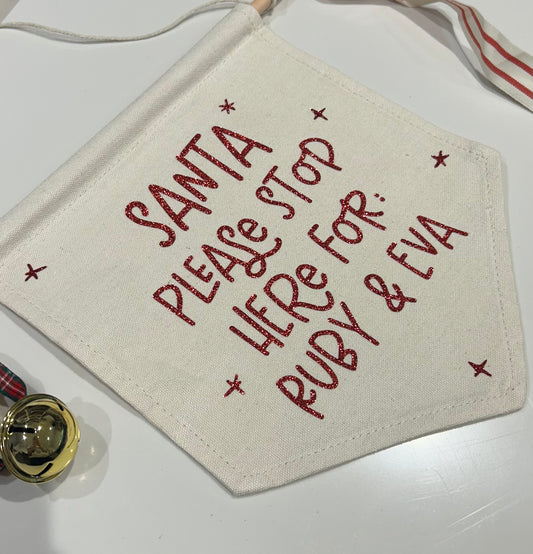 SANTA
PLEASE STOP
HERE FOR:
RUBY & EVA